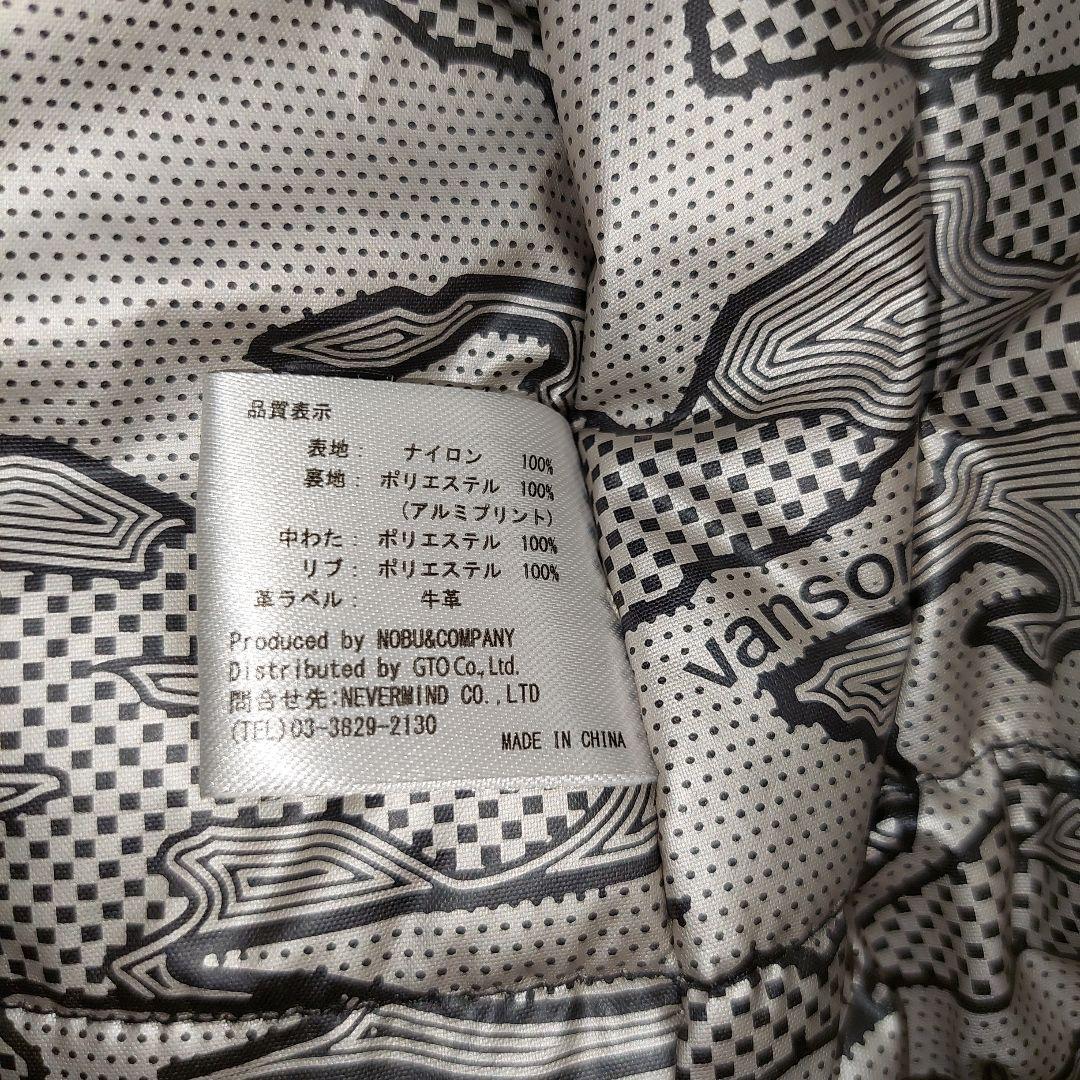 品質表示
表地： ナイロン 100%
裏地： ポリエステル 100%
(アルミプリント)
中わた： ポリエステル 100%
リブ： ポリエステル 100%
革ラベル： 牛革
Produced by NOBU&COMPANY
Distributed by GTO Co.,Ltd.
問合せ先:NEVERMIND CO.,LTD
(TEL)03-3829-2130
MADE IN CHINA
vanson